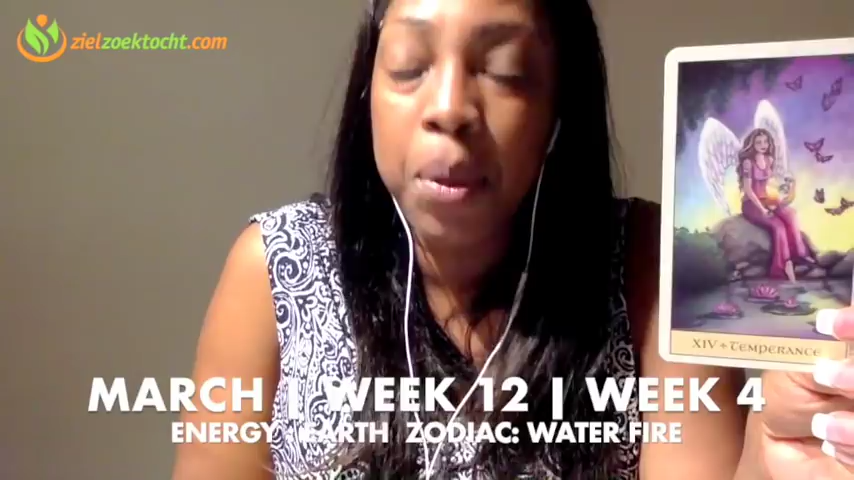 zielzoektocht.com
XIV TEMPERANCE
MARCH | WEEK 12 | WEEK 4
ENERGY: EARTH ZODIAC: WATER FIRE